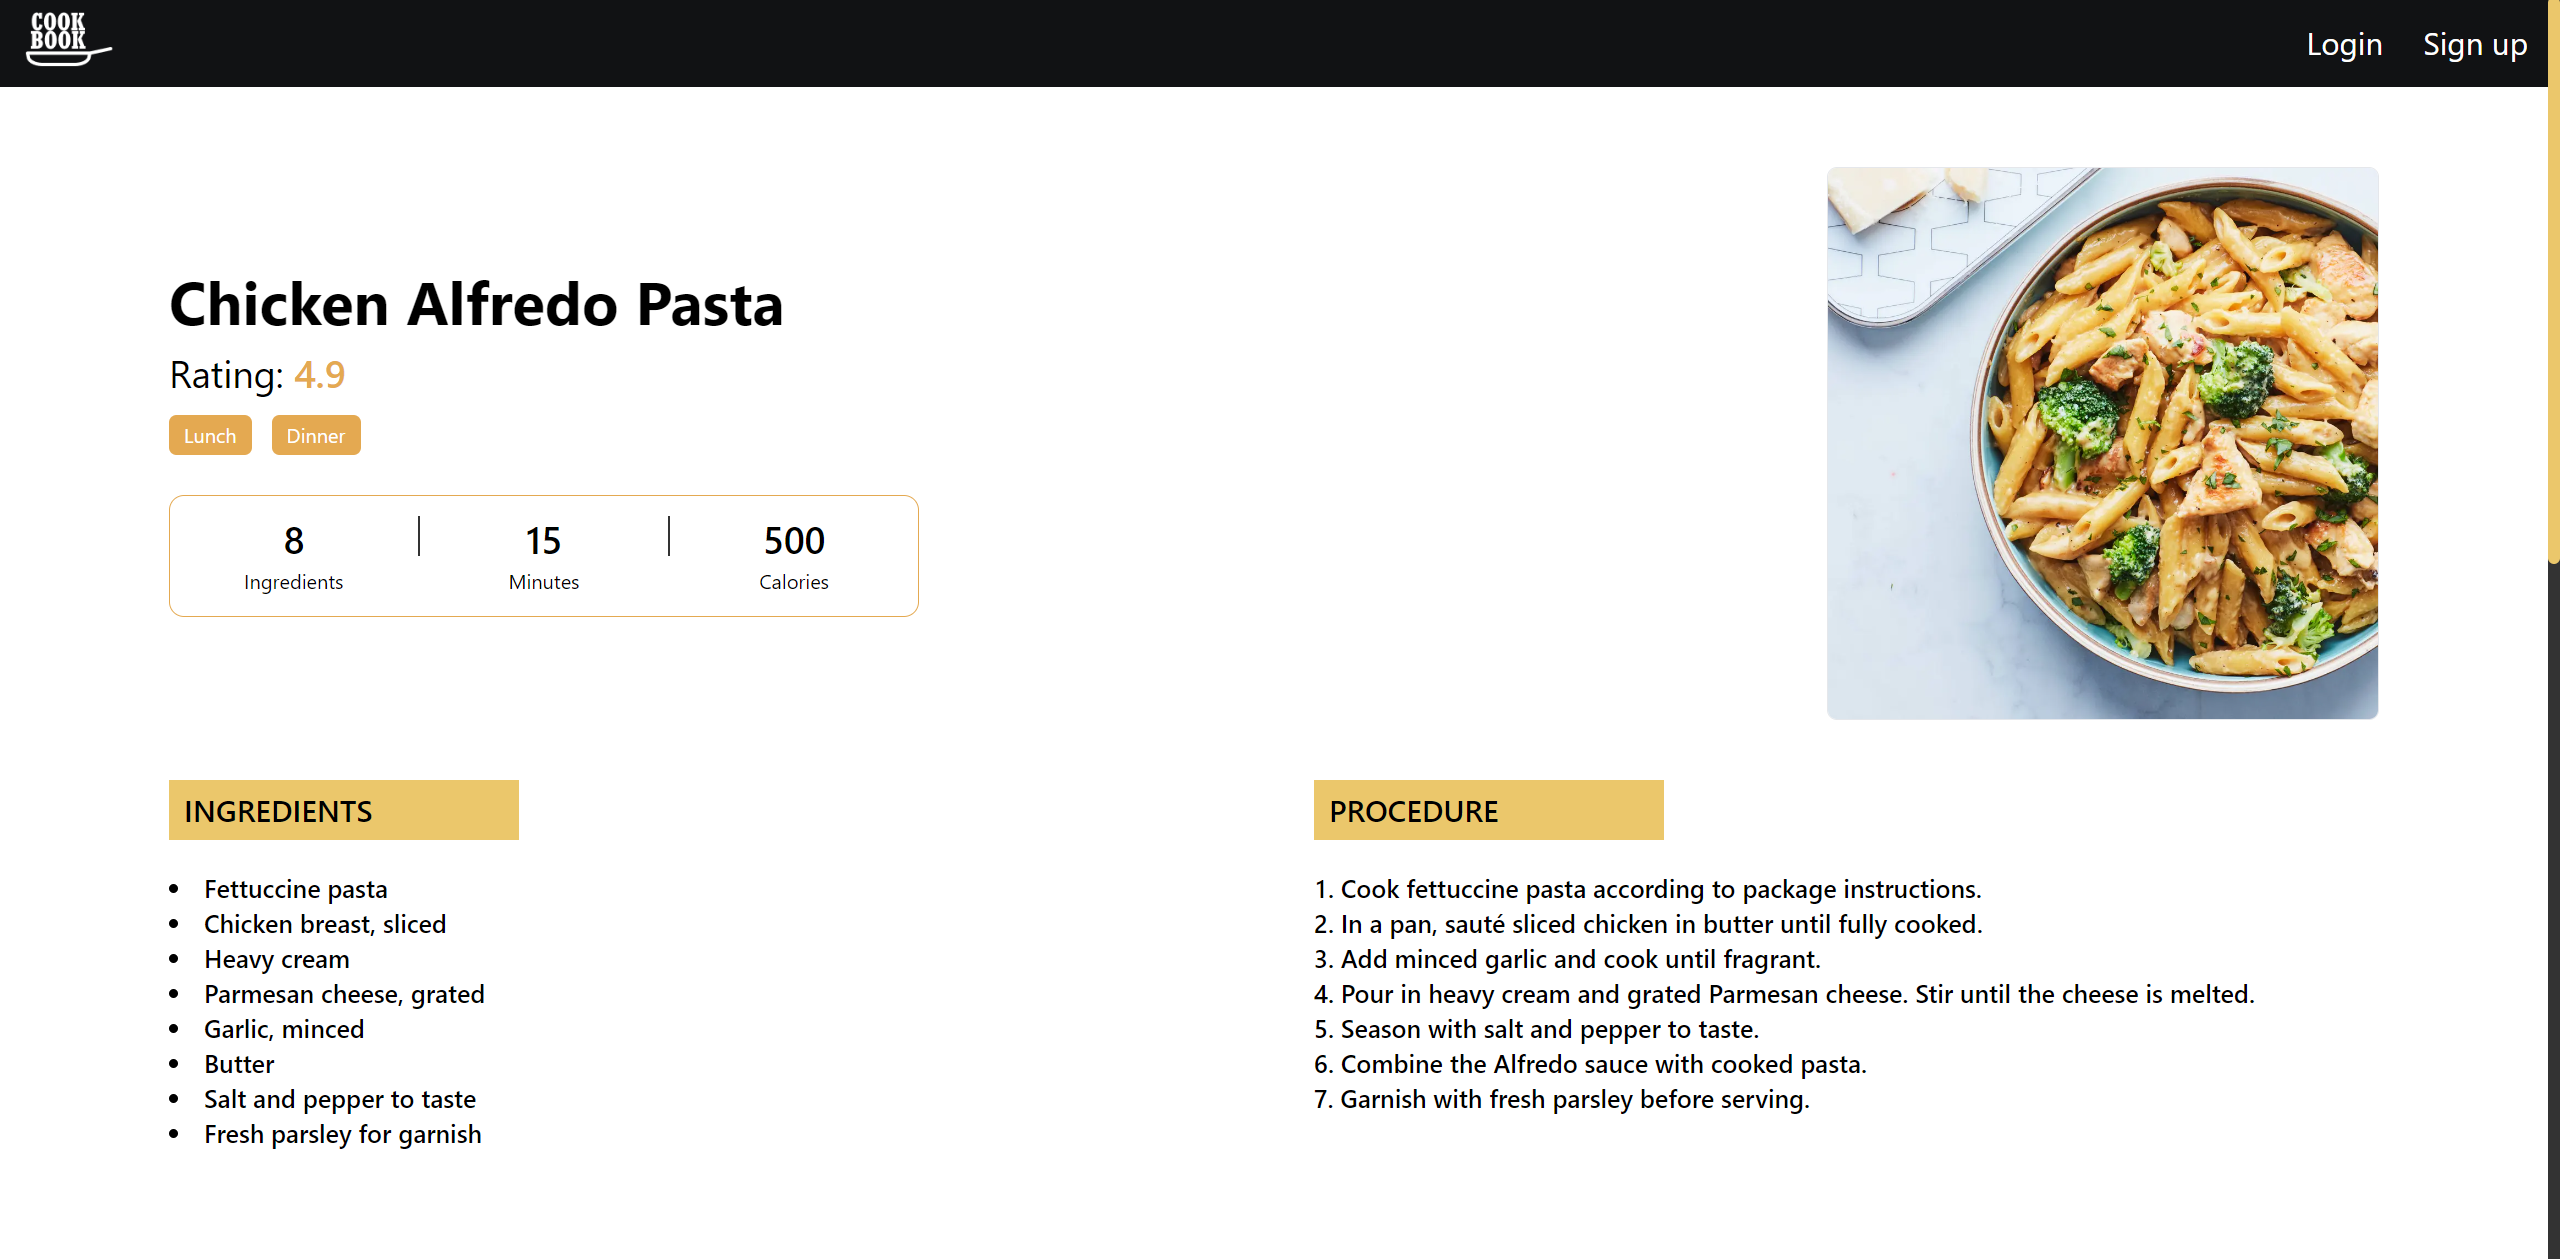 COOK
BOOK
Login
Sign up
Chicken Alfredo Pasta
Rating: 4.9
Lunch
Dinner
8
Ingredients
15
Minutes
500
Calories
INGREDIENTS
• Fettuccine pasta
• Chicken breast, sliced
• Heavy cream
• Parmesan cheese, grated
• Garlic, minced
• Butter
• Salt and pepper to taste
• Fresh parsley for garnish
PROCEDURE
1. Cook fettuccine pasta according to package instructions.
2. In a pan, sauté sliced chicken in butter until fully cooked.
3. Add minced garlic and cook until fragrant.
4. Pour in heavy cream and grated Parmesan cheese. Stir until the cheese is melted.
5. Season with salt and pepper to taste.
6. Combine the Alfredo sauce with cooked pasta.
7. Garnish with fresh parsley before serving.